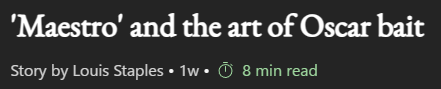 'Maestro' and the art of Oscar bait
Story by Louis Staples • 1w • 8 min read